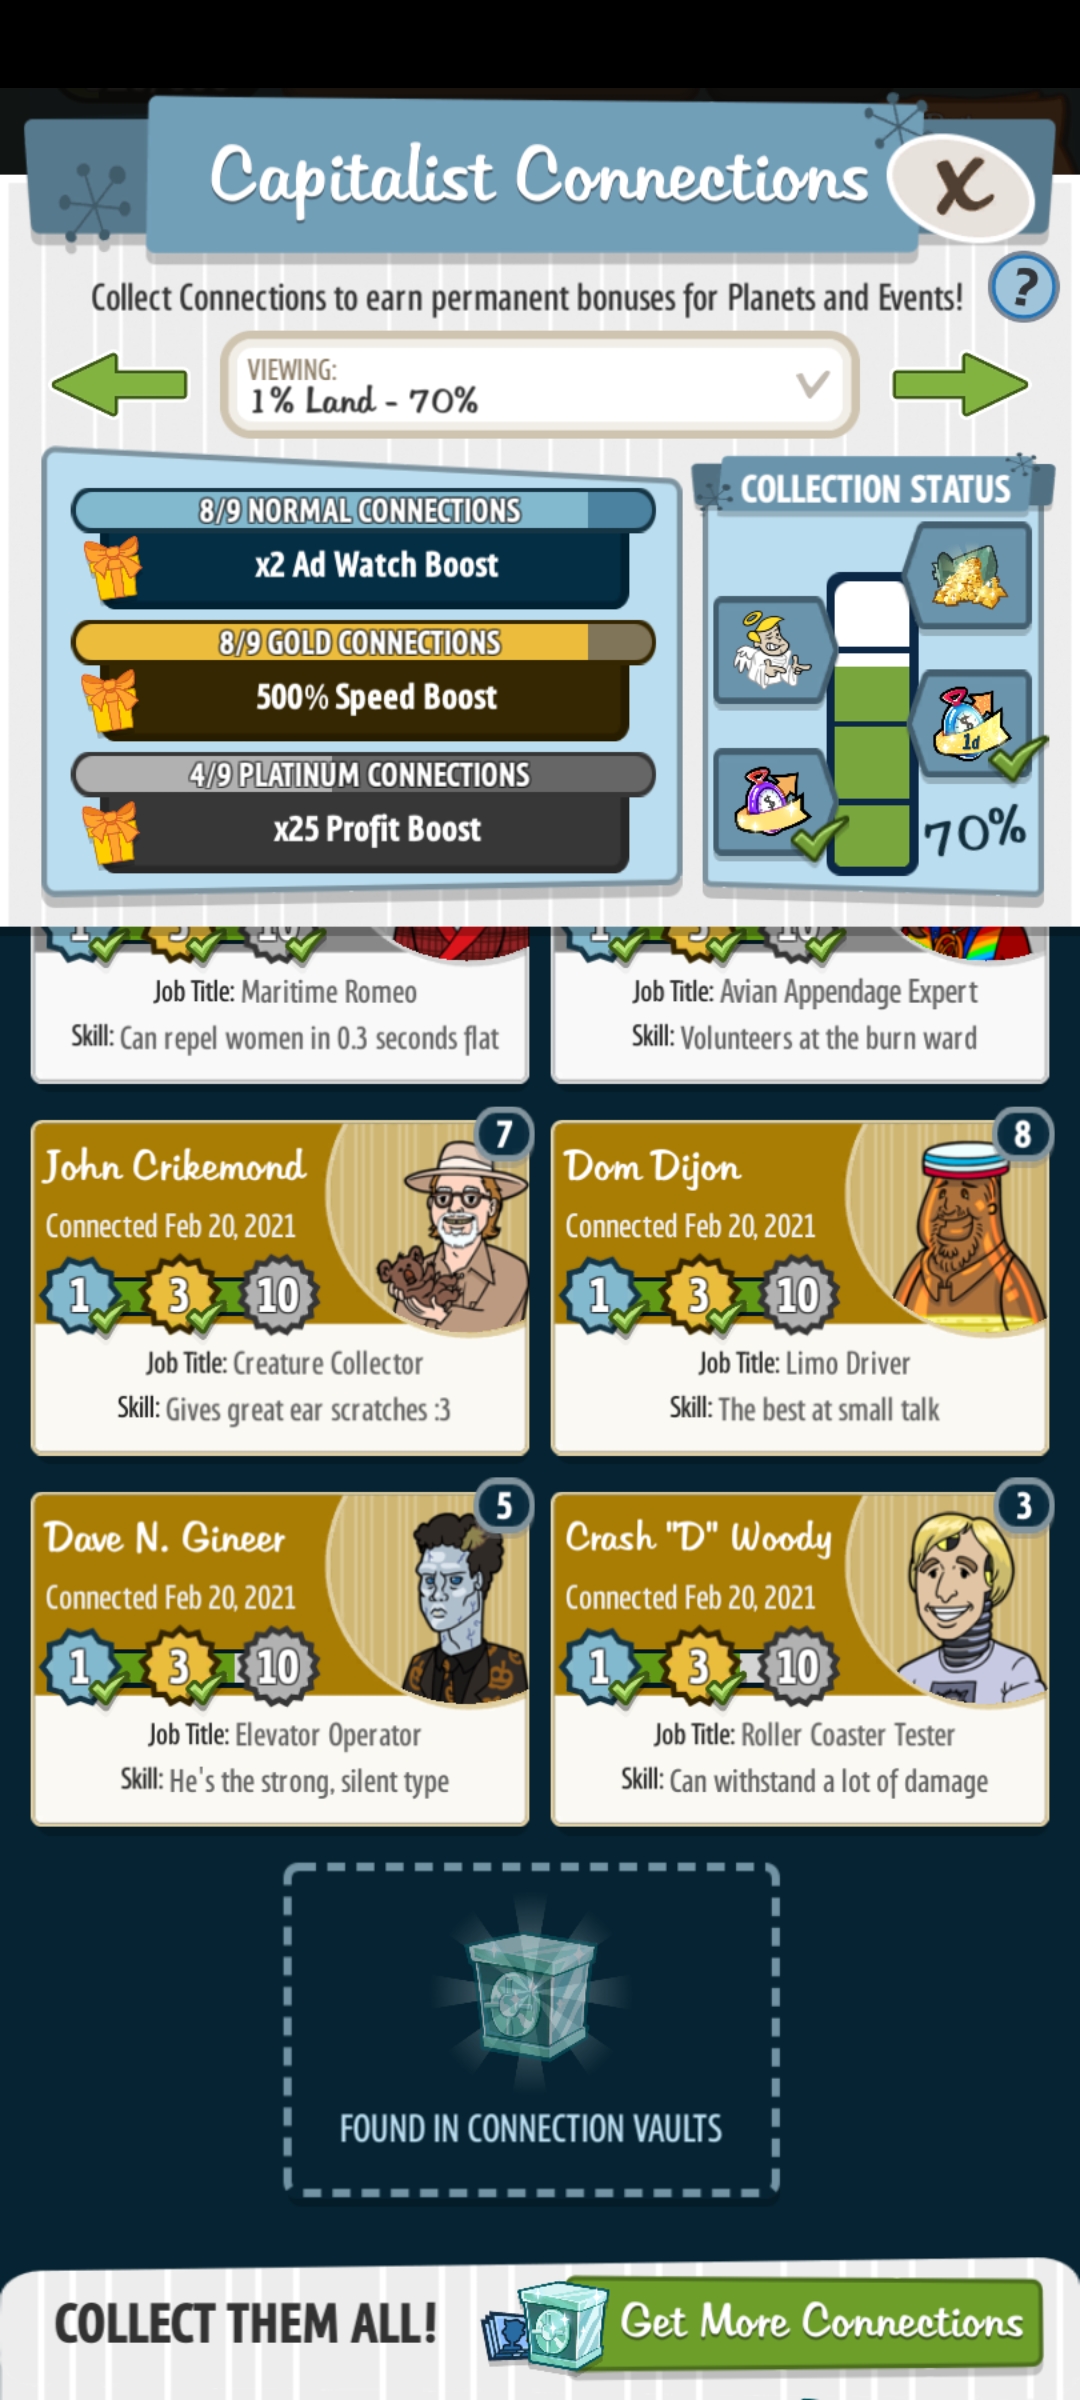 Capitalist Connections
X
Collect Connections to earn permanent bonuses for Planets and Events!
?
VIEWING:
1% Land - 70%
8/9 NORMAL CONNECTIONS
x2 Ad Watch Boost
8/9 GOLD CONNECTIONS
500% Speed Boost
4/9 PLATINUM CONNECTIONS
x25 Profit Boost
COLLECTION STATUS
1d
70%
Job Title: Maritime Romeo
Skill: Can repel women in 0.3 seconds flat
Job Title: Avian Appendage Expert
Skill: Volunteers at the burn ward
7
John Crikemond
Connected Feb 20, 2021
1 3 10
Job Title: Creature Collector
Skill: Gives great ear scratches :3
8
Dom Dijon
Connected Feb 20, 2021
1 3 10
Job Title: Limo Driver
Skill: The best at small talk
5
Dave N. Gineer
Connected Feb 20, 2021
1 3 10
Job Title: Elevator Operator
Skill: He's the strong, silent type
3
Crash "D" Woody
Connected Feb 20, 2021
1 3 10
Job Title: Roller Coaster Tester
Skill: Can withstand a lot of damage
FOUND IN CONNECTION VAULTS
COLLECT THEM ALL!
Get More Connections